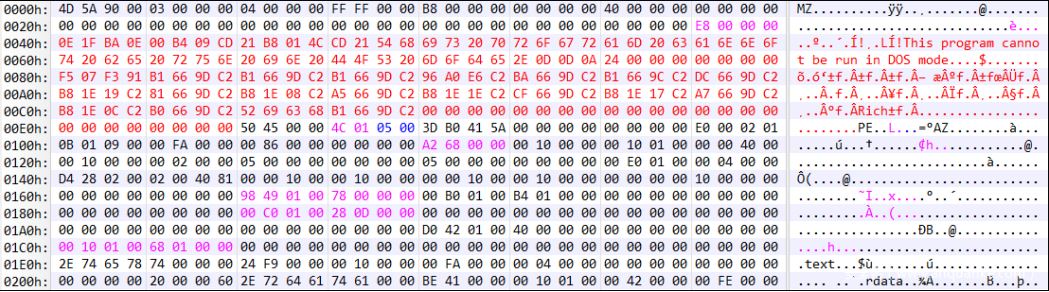 0000h: 4D 5A 90 00 03 00 00 00 04 00 00 00 FF FF 00 00 B8 00 00 00 00 00 00 00 40 00 00 00 00 00 00 00 MZ..........ÿÿ..¸.......@.......
0020h: 00 00 00 00 00 00 00 00 00 00 00 00 00 00 00 00 00 00 00 00 00 00 00 00 00 00 00 00 E8 00 00 00 ............................è...
0040h: 0E 1F BA 0E 00 B4 09 CD 21 B8 01 4C CD 21 54 68 69 73 20 70 72 6F 67 72 61 6D 20 63 61 6E 6E 6F ..º..´.Í!¸.LÍ!This program canno
0060h: 74 20 62 65 20 72 75 6E 20 69 6E 20 44 4F 53 20 6D 6F 64 65 2E 0D 0D 0A 24 00 00 00 00 00 00 00 t be run in DOS mode....$.......
0080h: F5 07 F3 91 B1 66 9D C2 B1 66 9D C2 B1 66 9D C2 96 A0 E6 C2 BA 66 9D C2 B1 66 9C C2 DC 66 9D C2 õ.ó‘±f.Â±f.Â±f.Â– æÂºf.Â±fœÂÜf.Â
00A0h: B8 1E 19 C2 81 66 9D C2 B8 1E 08 C2 A5 66 9D C2 B8 1E 1E C2 CF 66 9D C2 B8 1E 17 C2 A7 66 9D C2 ¸..Â.f.Â¸..Â¥f.Â¸..ÂÏf.Â¸..Â§f.Â
00C0h: B8 1E 0C C2 BA 66 9D C2 52 69 63 68 B1 66 9D C2 00 00 00 00 00 00 00 00 00 00 00 00 00 00 00 00 ¸..Âºf.ÂRich±f.Â................
00E0h: 00 00 00 00 00 00 00 00 50 45 00 00 4C 01 05 00 3D B0 41 5A 00 00 00 00 00 00 00 00 E0 00 02 01 ........PE..L...=°AZ........à...
0100h: 0B 01 09 00 00 FA 00 00 00 86 00 00 00 00 00 00 A2 68 00 00 00 10 00 00 00 10 01 00 00 00 40 00 .....ú...†......¢h............@.
0120h: 00 10 00 00 00 02 00 00 05 00 00 00 00 00 00 00 05 00 00 00 00 00 00 00 00 E0 01 00 00 04 00 00 .........................à......
0140h: D4 28 02 00 02 00 40 81 00 00 10 00 00 10 00 00 00 00 10 00 00 10 00 00 00 00 00 00 10 00 00 00 Ô(....@.........................
0160h: 00 00 00 00 00 00 00 00 98 49 01 00 78 00 00 00 00 B0 01 00 B4 01 00 00 00 00 00 00 00 00 00 00 ........˜I..x....°..´...........
0180h: 00 00 00 00 00 00 00 00 00 C0 01 00 28 0D 00 00 00 00 00 00 00 00 00 00 00 00 00 00 00 00 00 00 .........À..(...................
01A0h: 00 00 00 00 00 00 00 00 00 00 00 00 00 00 00 00 D0 42 01 00 40 00 00 00 00 00 00 00 00 00 00 00 ................ÐB..@...........
01C0h: 00 10 01 00 68 01 00 00 00 00 00 00 00 00 00 00 00 00 00 00 00 00 00 00 00 00 00 00 00 00 00 00 ....h...........................
01E0h: 2E 74 65 78 74 00 00 00 24 F9 00 00 00 10 00 00 00 FA 00 00 00 04 00 00 00 00 00 00 00 00 00 00 .text...$ù.......ú..............
0200h: 00 00 00 00 20 00 00 60 2E 72 64 61 74 61 00 00 BE 41 00 00 00 10 01 00 00 42 00 00 00 FE 00 00 .... ..`.rdata..¾A.......B...þ..